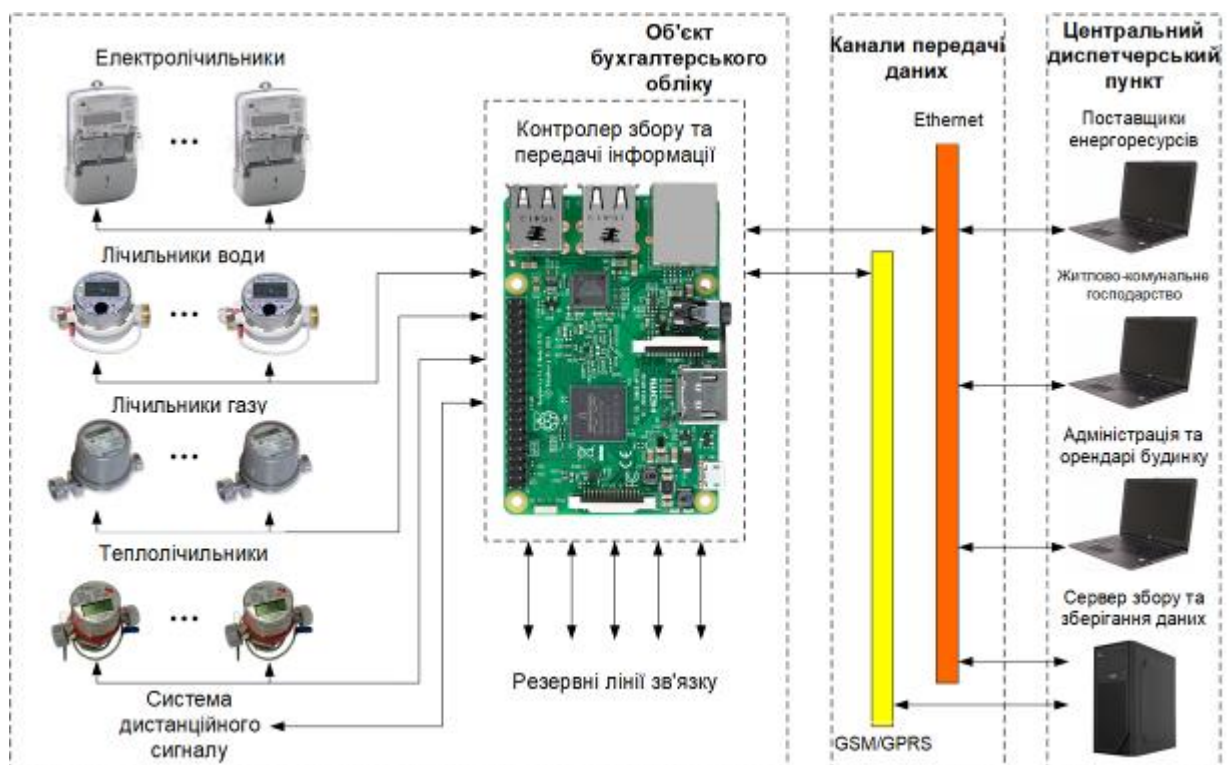 Об'єкт
бухгалтерського
обліку
Електролічильники
Контролер збору та
передачі інформації
Лічильники води
Лічильники газу
Теплолічильники
Система
дистанційного
сигналу
Резервні лінії зв'язку
Канали передачі
даних
Ethernet
GSM/GPRS
Центральний
диспетчерський
пункт
Поставщики
енергоресурсів
Житлово-комунальне
господарство
Адміністрація та
орендарі будинку
Сервер збору та
зберігання даних